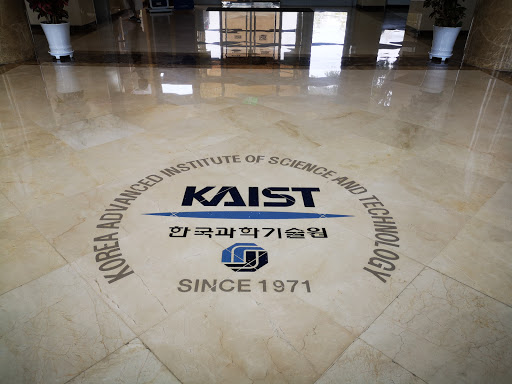 KOREA ADVANCED INSTITUTE OF SCIENCE AND TECHNOLOGY
KAIST
한국과학기술원
SINCE 1971